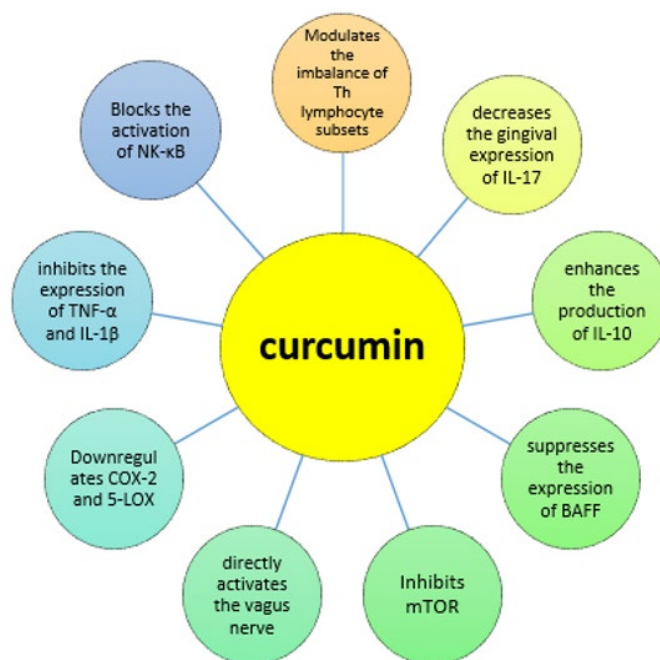 Modulates
the
imbalance of
Th
lymphocyte
subsets
decreases
the gingival
expression
of IL-17
enhances
the
production
of IL-10
suppresses
the
expression
of BAFF
Inhibits
mTOR
directly
activates
the vagus
nerve
Downregul
ates COX-2
and 5-LOX
inhibits the
expression
of TNF-α
and IL-1β
Blocks the
activation
of NK-κB
curcumin